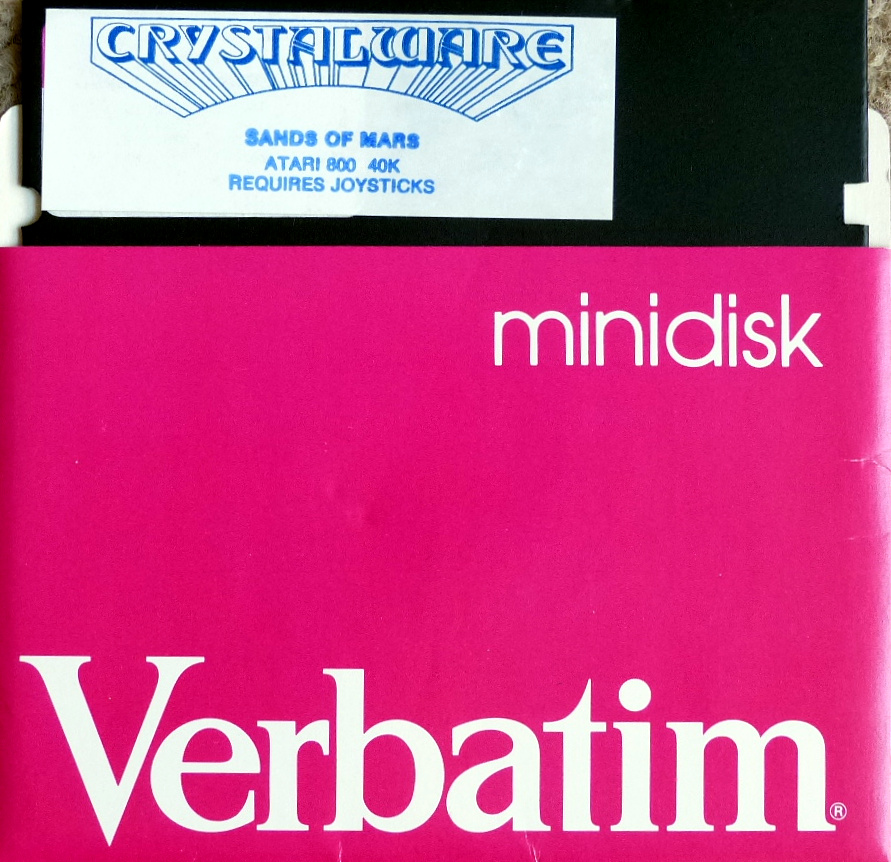 CRYSTALWARE
SANDS OF MARS
ATARI 800 40K
REQUIRES JOYSTICKS
minidisk
Verbatim®